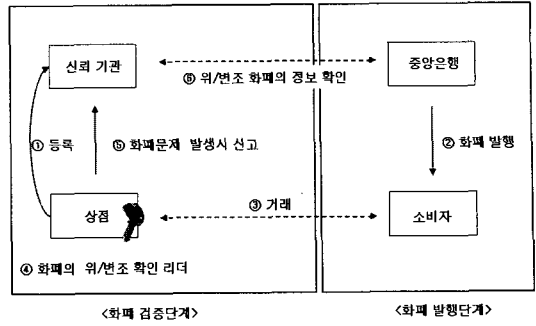 신뢰 기관
중앙은행
⑥ 위/변조 화폐의 정보 확인
① 등록
⑤ 화폐문제 발생시 신고
② 화폐 발행
③ 거래
상점
소비자
④ 화폐의 위/변조 확인 리더
<화폐 검증단계>
<화폐 발행단계>